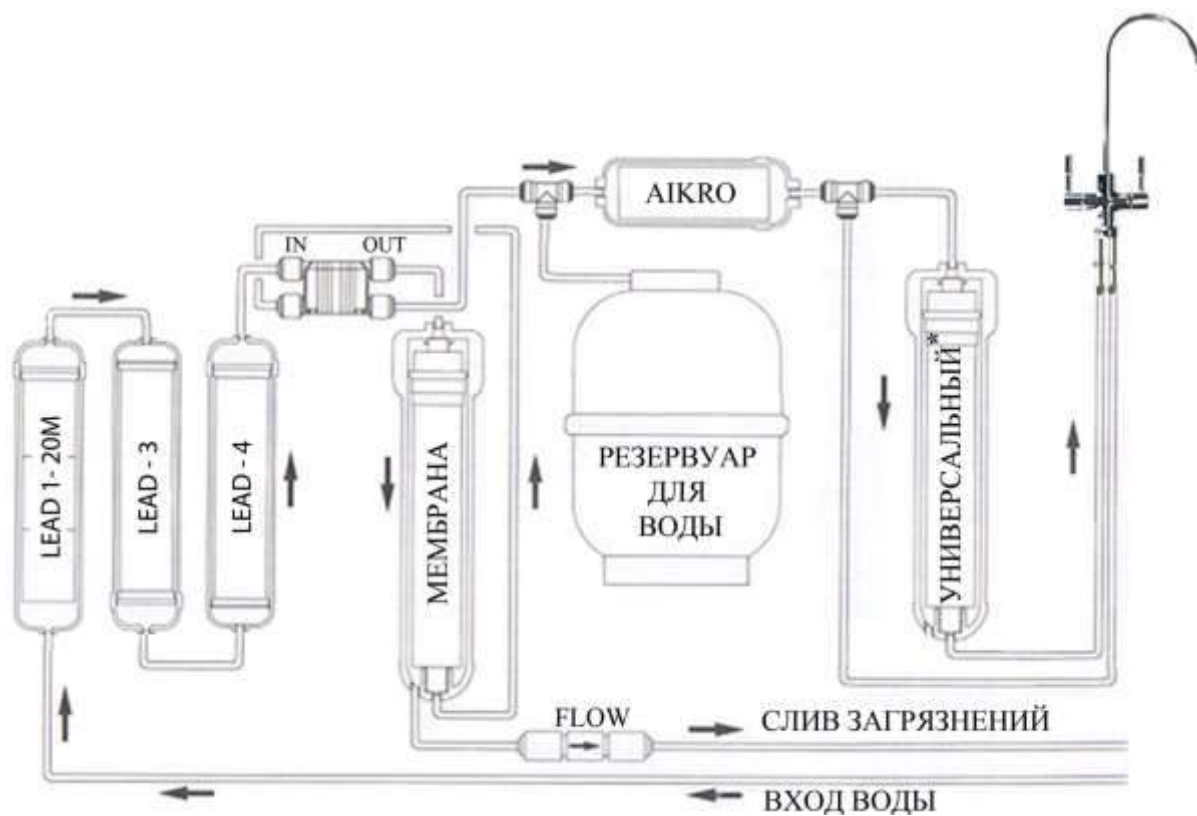 AIKRO
IN OUT
LEAD 1- 20M
LEAD - 3
LEAD - 4
МЕМБРАНА
РЕЗЕРВУАР
ДЛЯ
ВОДЫ
УНИВЕРСАЛЬНЫЙ*
FLOW
СЛИВ ЗАГРЯЗНЕНИЙ
ВХОД ВОДЫ